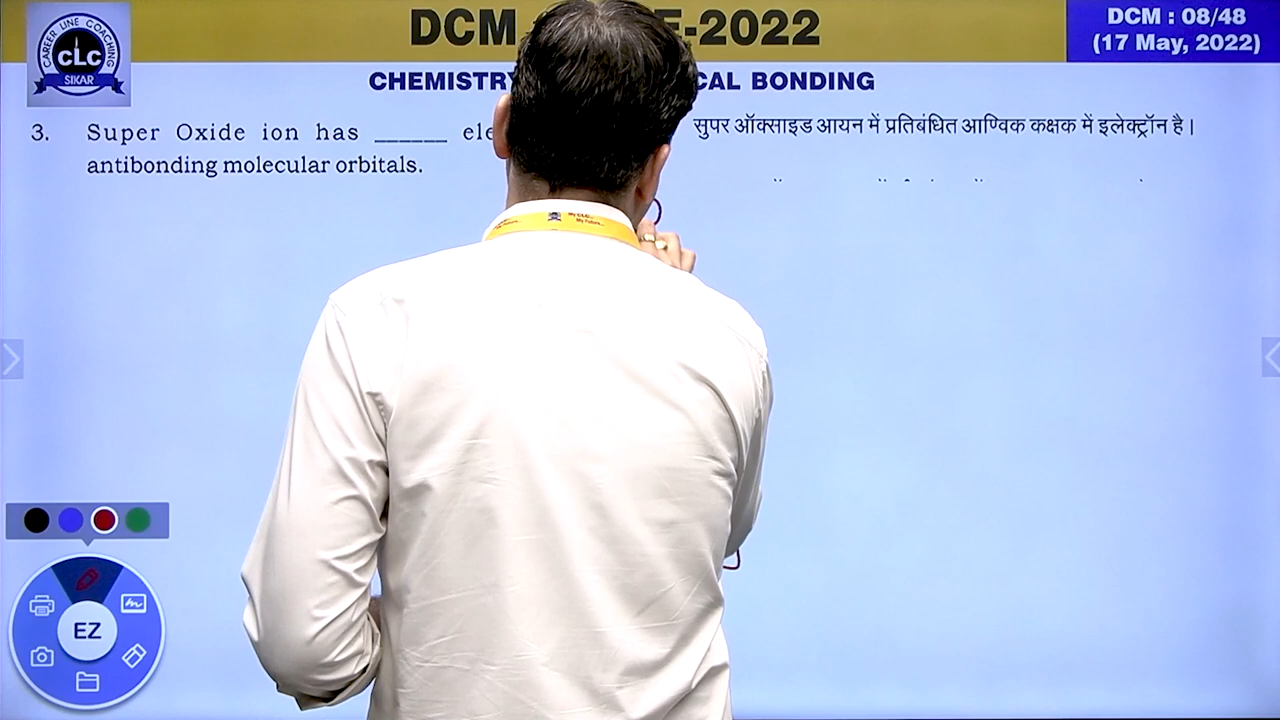 DCM E-2022
DCM : 08/48
(17 May, 2022)
CAREER LINE COACHING
CLC
SIKAR
CHEMISTRY CAL BONDING
3. Super Oxide ion has ______ ele
antibonding molecular orbitals.
सुपर ऑक्साइड आयन में प्रतिबंधित आण्विक कक्षक में इलेक्ट्रॉन है।
EZ